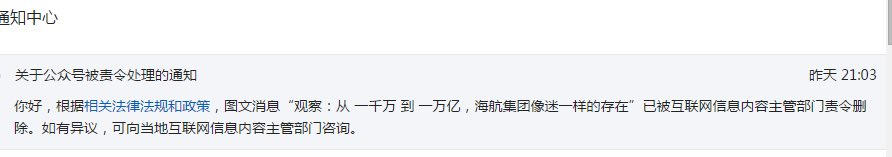 通知中心
关于公众号被责令处理的通知 昨天 21:03
你好，根据相关法律法规和政策，图文消息“观察：从 一千万 到 一万亿，海航集团像迷一样的存在”已被互联网信息内容主管部门责令删
除。如有异议，可向当地互联网信息内容主管部门咨询。